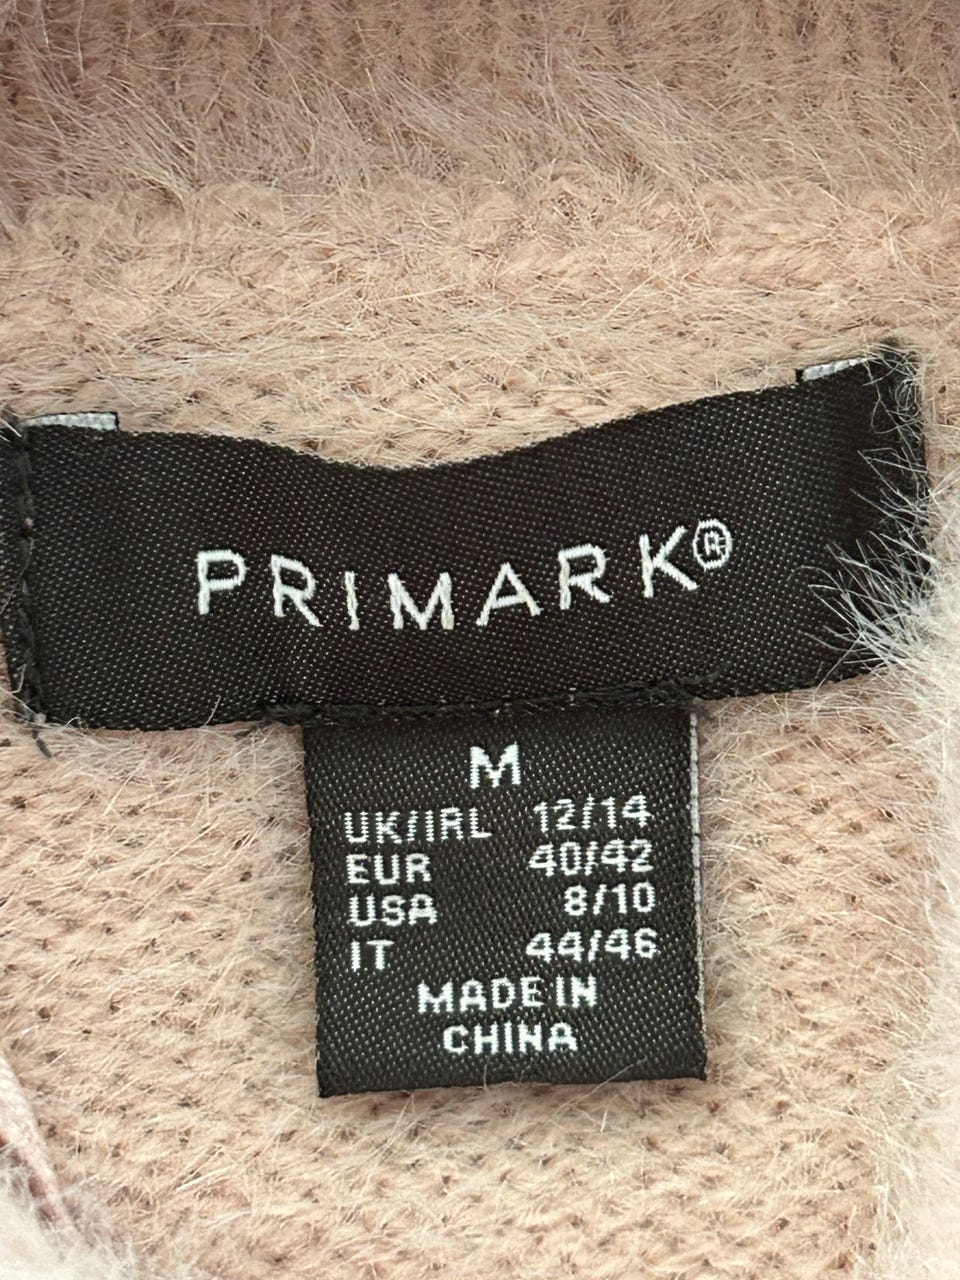 PRIMARK®
M
UK/IRL 12/14
EUR 40/42
USA 8/10
IT 44/46
MADE IN
CHINA